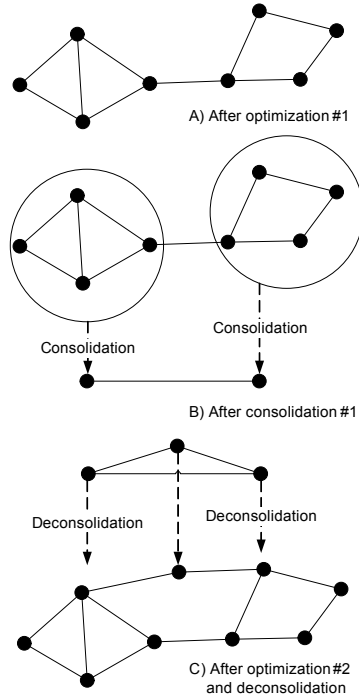 A) After optimization #1
Consolidation
Consolidation
B) After consolidation #1
Deconsolidation
Deconsolidation
C) After optimization #2
and deconsolidation